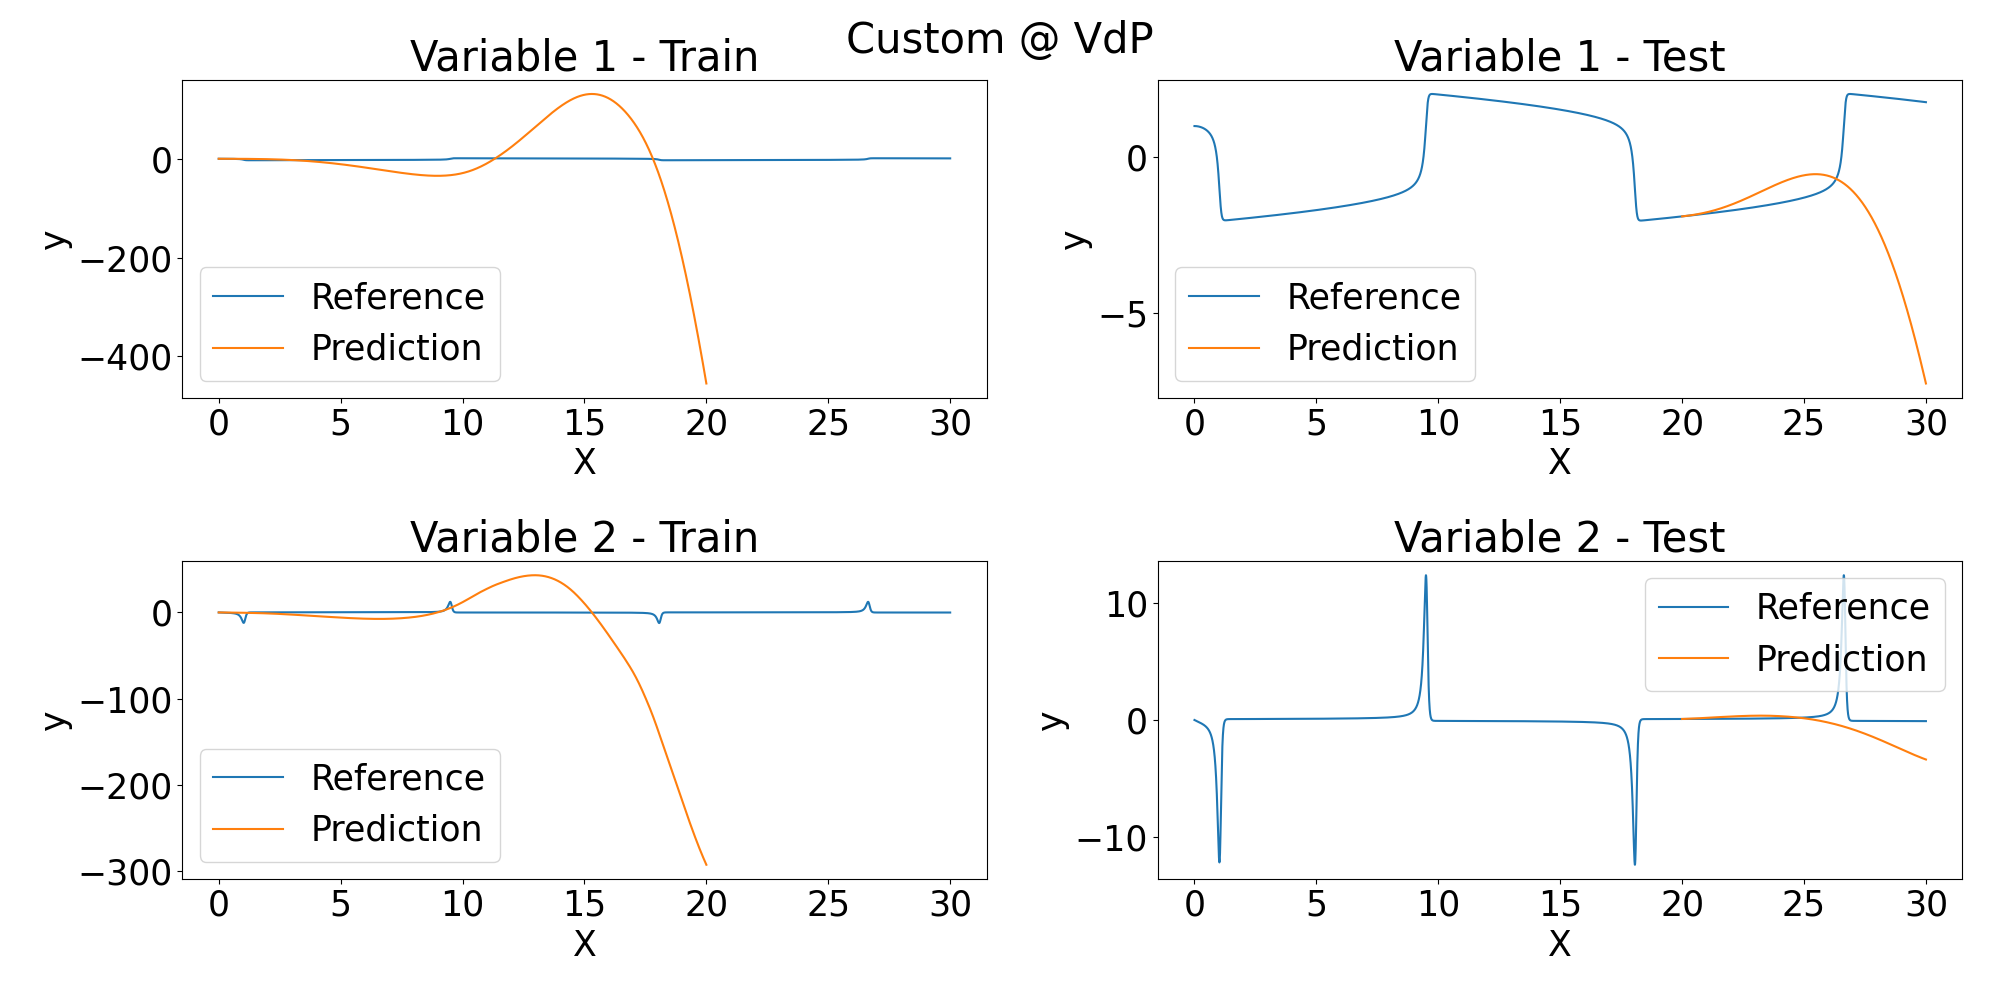 Custom @ VdP
Variable 1 - Train
0
−200
−400
y
Reference
Prediction
0 5 10 15 20 25 30
X
Variable 1 - Test
0
−5
y
Reference
Prediction
0 5 10 15 20 25 30
X
Variable 2 - Train
0
−100
−200
−300
y
Reference
Prediction
0 5 10 15 20 25 30
X
Variable 2 - Test
10
0
−10
y
Reference
Prediction
0 5 10 15 20 25 30
X